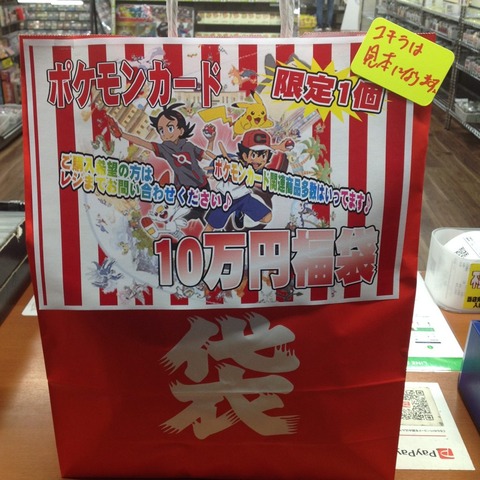 コチラは
見本になります。
ポケモンカード
限定1個
ご購入希望の方は
レジまでお問い合わせください♪
ポケモンカード関連商品多数はいってます♪
10万円福袋
袋
PayPay